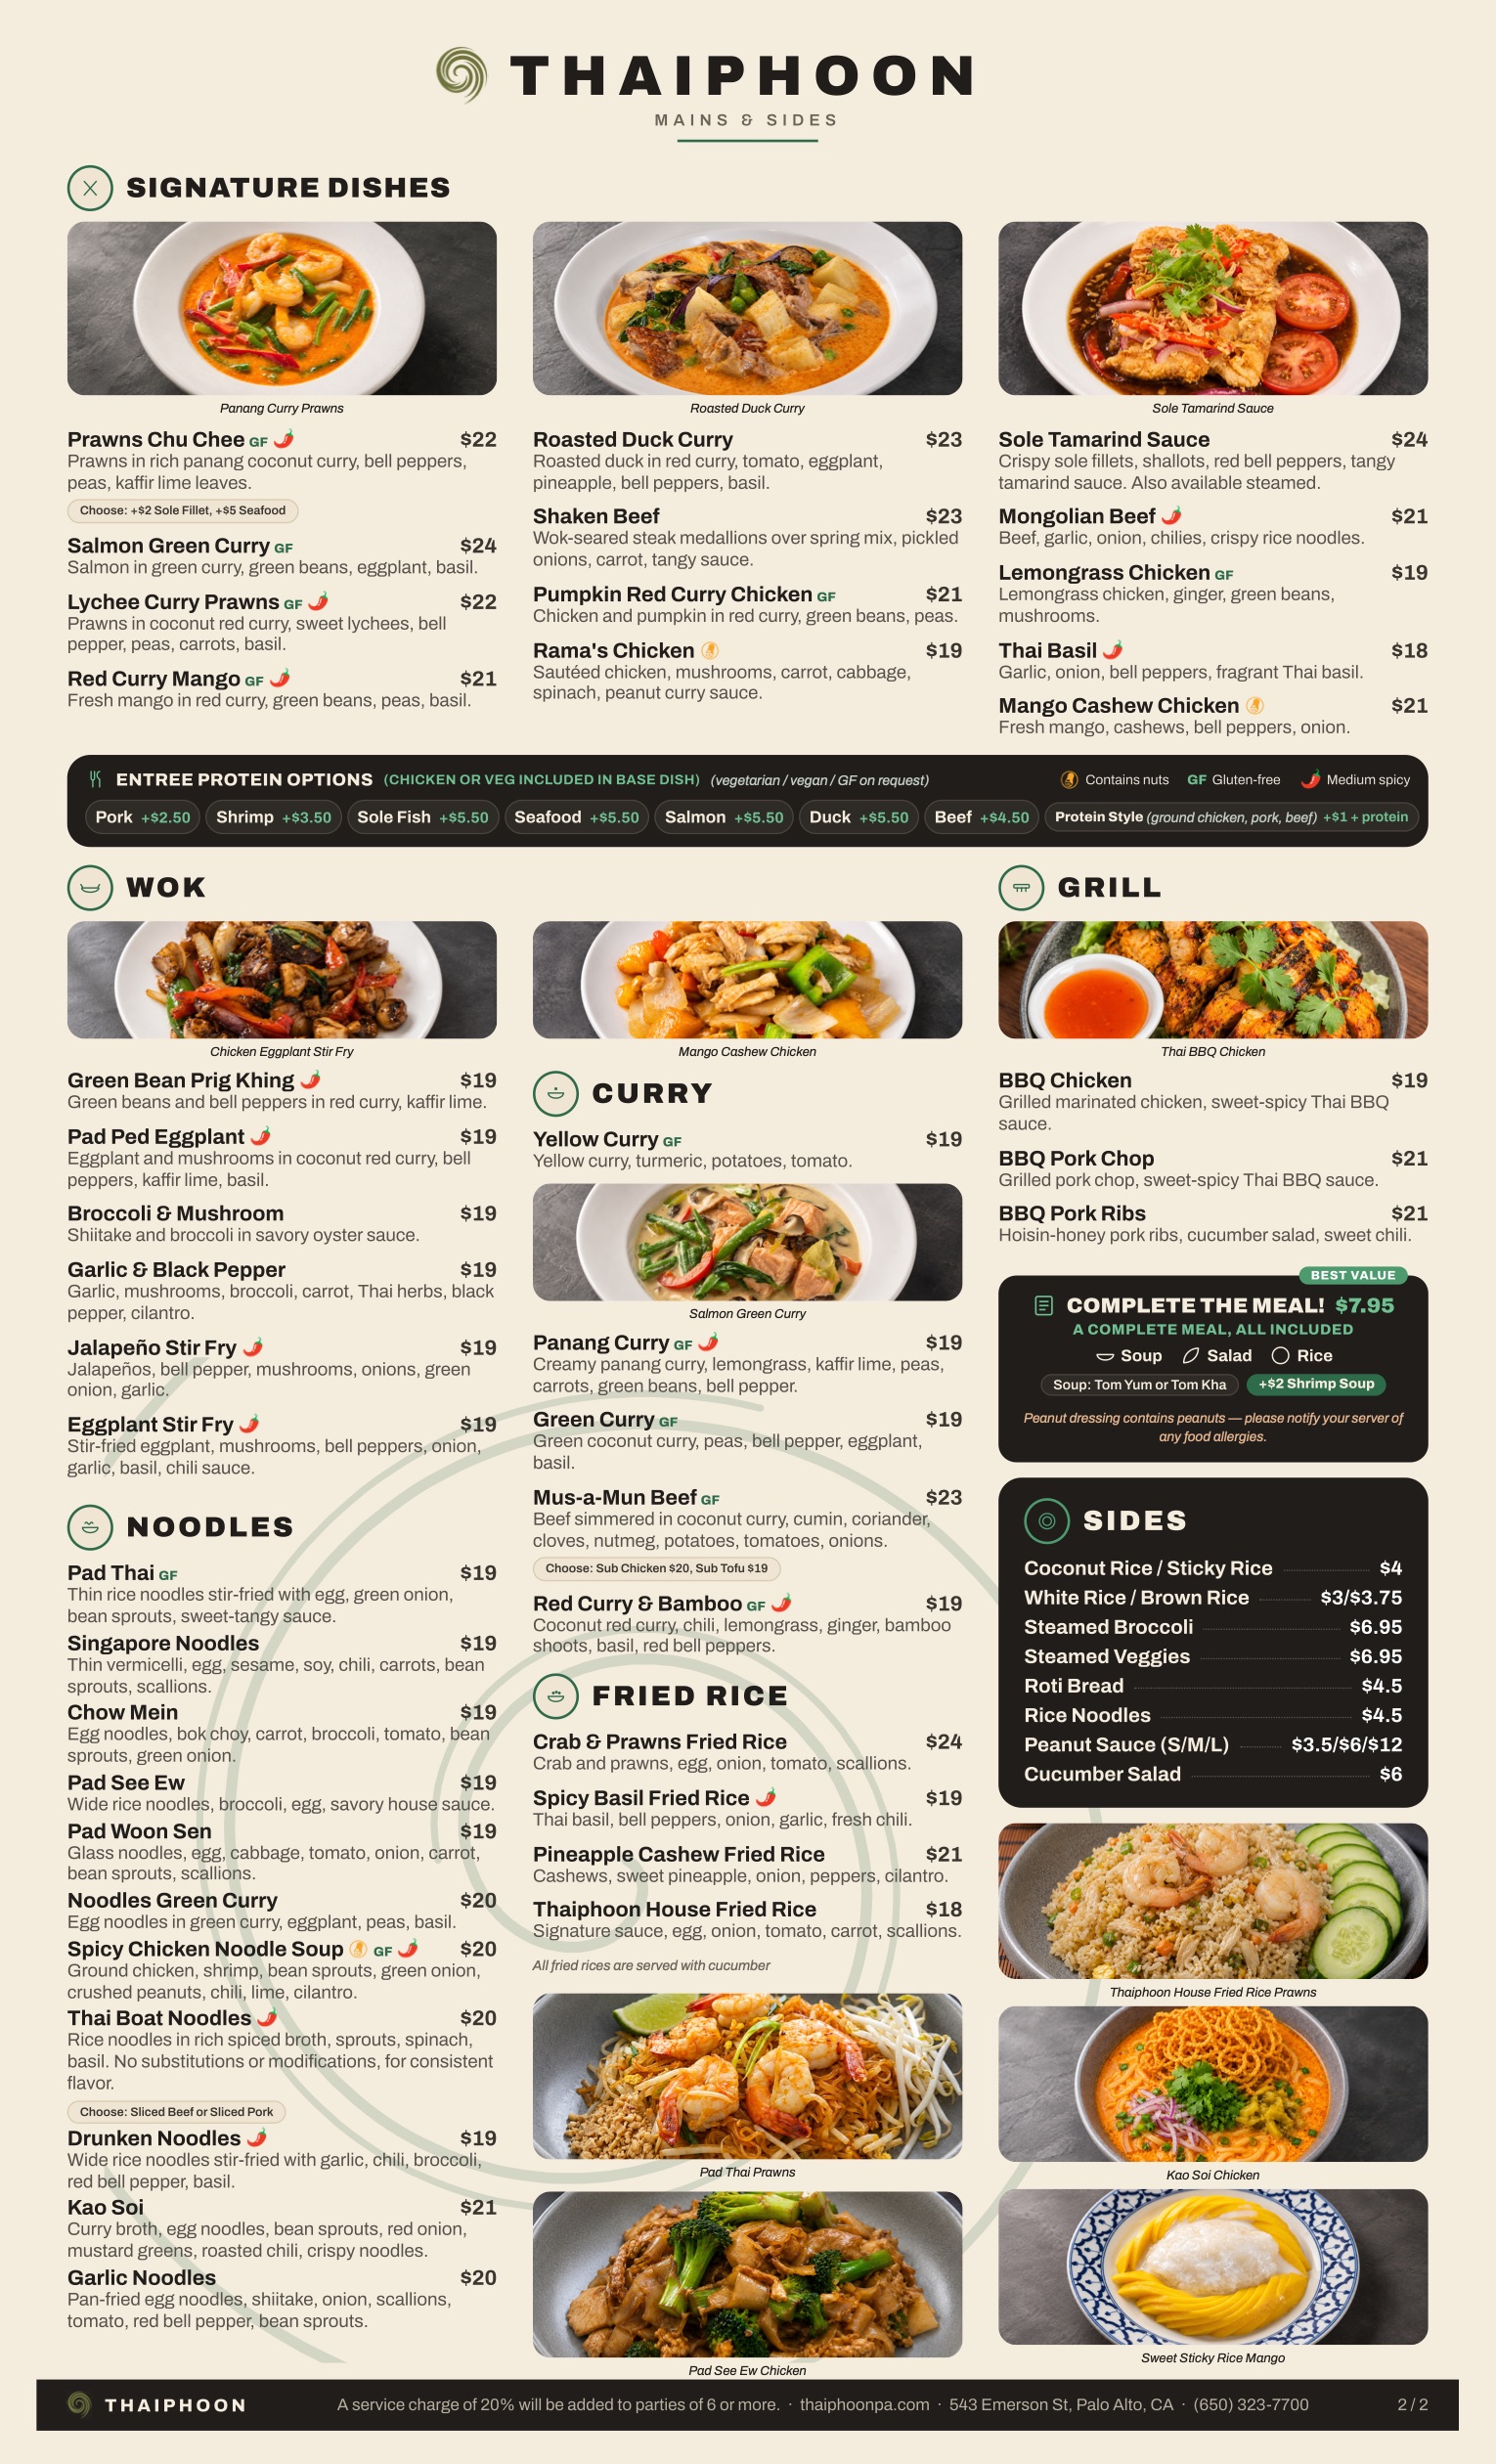 THAIPHOON
MAINS & SIDES
SIGNATURE DISHES
Panang Curry Prawns
Prawns Chu Chee GF $22
Prawns in rich panang coconut curry, bell peppers,
peas, kaffir lime leaves.
Choose: +$2 Sole Fillet, +$5 Seafood
Salmon Green Curry GF $24
Salmon in green curry, green beans, eggplant, basil.
Lychee Curry Prawns GF $22
Prawns in coconut red curry, sweet lychees, bell
pepper, peas, carrots, basil.
Red Curry Mango GF $21
Fresh mango in red curry, green beans, peas, basil.
Roasted Duck Curry
Roasted Duck Curry $23
Roasted duck in red curry, tomato, eggplant,
pineapple, bell peppers, basil.
Shaken Beef $23
Wok-seared steak medallions over spring mix, pickled
onions, carrot, tangy sauce.
Pumpkin Red Curry Chicken GF $21
Chicken and pumpkin in red curry, green beans, peas.
Rama's Chicken $19
Sautéed chicken, mushrooms, carrot, cabbage,
spinach, peanut curry sauce.
Sole Tamarind Sauce
Sole Tamarind Sauce $24
Crispy sole fillets, shallots, red bell peppers, tangy
tamarind sauce. Also available steamed.
Mongolian Beef $21
Beef, garlic, onion, chilies, crispy rice noodles.
Lemongrass Chicken GF $19
Lemongrass chicken, ginger, green beans,
mushrooms.
Thai Basil $18
Garlic, onion, bell peppers, fragrant Thai basil.
Mango Cashew Chicken $21
Fresh mango, cashews, bell peppers, onion.
ENTREE PROTEIN OPTIONS (CHICKEN OR VEG INCLUDED IN BASE DISH) (vegetarian / vegan / GF on request) Contains nuts GF Gluten-free Medium spicy
Pork +$2.50 Shrimp +$3.50 Sole Fish +$5.50 Seafood +$5.50 Salmon +$5.50 Duck +$5.50 Beef +$4.50 Protein Style (ground chicken, pork, beef) +$1 + protein
WOK
Chicken Eggplant Stir Fry
Green Bean Prig Khing $19
Green beans and bell peppers in red curry, kaffir lime.
Pad Ped Eggplant $19
Eggplant and mushrooms in coconut red curry, bell
peppers, kaffir lime, basil.
Broccoli & Mushroom $19
Shiitake and broccoli in savory oyster sauce.
Garlic & Black Pepper $19
Garlic, mushrooms, broccoli, carrot, Thai herbs, black
pepper, cilantro.
Jalapeño Stir Fry $19
Jalapeños, bell pepper, mushrooms, onions, green
onion, garlic.
Eggplant Stir Fry $19
Stir-fried eggplant, mushrooms, bell peppers, onion,
garlic, basil, chili sauce.
NOODLES
Pad Thai GF $19
Thin rice noodles stir-fried with egg, green onion,
bean sprouts, sweet-tangy sauce.
Singapore Noodles $19
Thin vermicelli, egg, sesame, soy, chili, carrots, bean
sprouts, scallions.
Chow Mein $19
Egg noodles, bok choy, carrot, broccoli, tomato, bean
sprouts, green onion.
Pad See Ew $19
Wide rice noodles, broccoli, egg, savory house sauce.
Pad Woon Sen $19
Glass noodles, egg, cabbage, tomato, onion, carrot,
bean sprouts, scallions.
Noodles Green Curry $20
Egg noodles in green curry, eggplant, peas, basil.
Spicy Chicken Noodle Soup GF $20
Ground chicken, shrimp, bean sprouts, green onion,
crushed peanuts, chili, lime, cilantro.
Thai Boat Noodles $20
Rice noodles in rich spiced broth, sprouts, spinach,
basil. No substitutions or modifications, for consistent
flavor.
Choose: Sliced Beef or Sliced Pork
Drunken Noodles $19
Wide rice noodles stir-fried with garlic, chili, broccoli,
red bell pepper, basil.
Kao Soi $21
Curry broth, egg noodles, bean sprouts, red onion,
mustard greens, roasted chili, crispy noodles.
Garlic Noodles $20
Pan-fried egg noodles, shiitake, onion, scallions,
tomato, red bell pepper, bean sprouts.
Mango Cashew Chicken
CURRY
Yellow Curry GF $19
Yellow curry, turmeric, potatoes, tomato.
Salmon Green Curry
Panang Curry GF $19
Creamy panang curry, lemongrass, kaffir lime, peas,
carrots, green beans, bell pepper.
Green Curry GF $19
Green coconut curry, peas, bell pepper, eggplant,
basil.
Mus-a-Mun Beef GF $23
Beef simmered in coconut curry, cumin, coriander,
cloves, nutmeg, potatoes, tomatoes, onions.
Choose: Sub Chicken $20, Sub Tofu $19
Red Curry & Bamboo GF $19
Coconut red curry, chili, lemongrass, ginger, bamboo
shoots, basil, red bell peppers.
FRIED RICE
Crab & Prawns Fried Rice $24
Crab and prawns, egg, onion, tomato, scallions.
Spicy Basil Fried Rice $19
Thai basil, bell peppers, onion, garlic, fresh chili.
Pineapple Cashew Fried Rice $21
Cashews, sweet pineapple, onion, peppers, cilantro.
Thaiphoon House Fried Rice $18
Signature sauce, egg, onion, tomato, carrot, scallions.
All fried rices are served with cucumber
Pad Thai Prawns
Pad See Ew Chicken
GRILL
Thai BBQ Chicken
BBQ Chicken $19
Grilled marinated chicken, sweet-spicy Thai BBQ
sauce.
BBQ Pork Chop $21
Grilled pork chop, sweet-spicy Thai BBQ sauce.
BBQ Pork Ribs $21
Hoisin-honey pork ribs, cucumber salad, sweet chili.
BEST VALUE
COMPLETE THE MEAL! $7.95
A COMPLETE MEAL, ALL INCLUDED
Soup Salad Rice
Soup: Tom Yum or Tom Kha +$2 Shrimp Soup
Peanut dressing contains peanuts — please notify your server of
any food allergies.
SIDES
Coconut Rice / Sticky Rice $4
White Rice / Brown Rice $3/$3.75
Steamed Broccoli $6.95
Steamed Veggies $6.95
Roti Bread $4.5
Rice Noodles $4.5
Peanut Sauce (S/M/L) $3.5/$6/$12
Cucumber Salad $6
Thaiphoon House Fried Rice Prawns
Kao Soi Chicken
Sweet Sticky Rice Mango
THAIPHOON A service charge of 20% will be added to parties of 6 or more. · thaiphoonpa.com · 543 Emerson St, Palo Alto, CA · (650) 323-7700 2 / 2